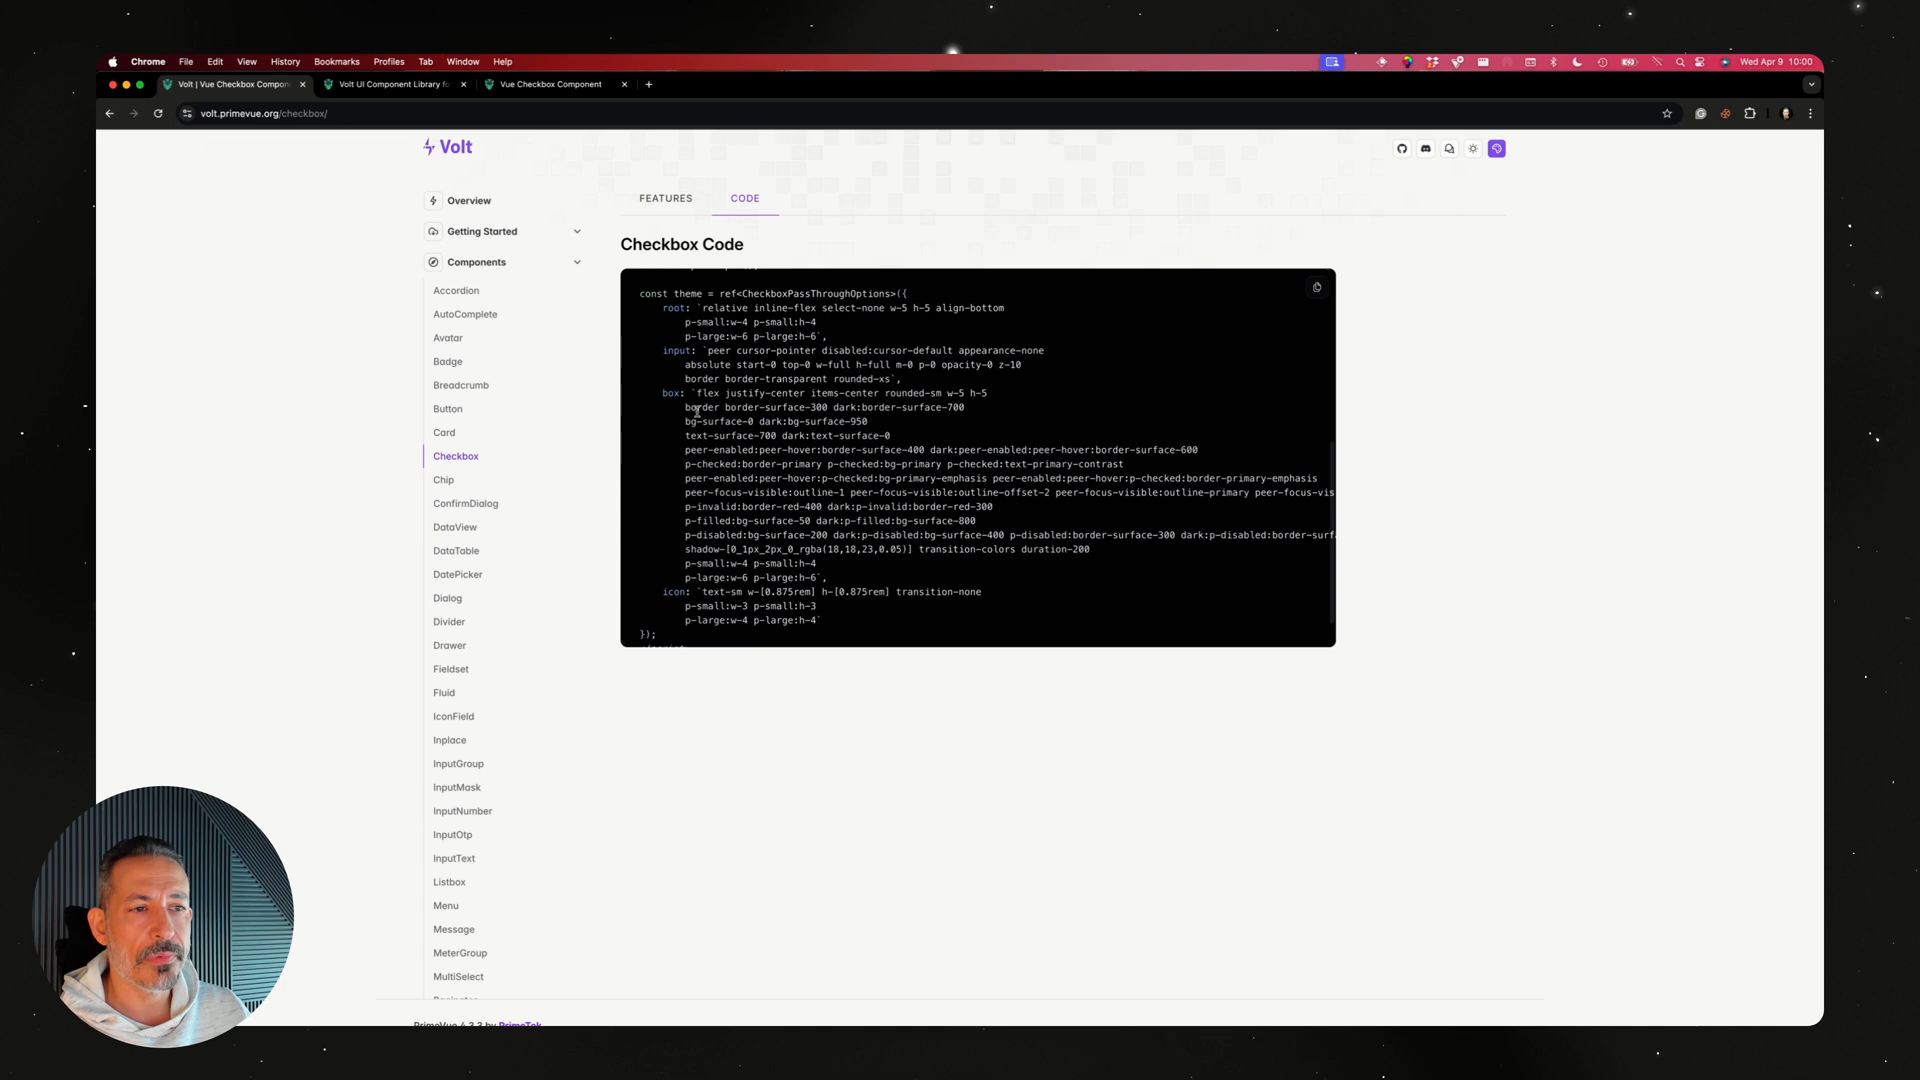 Chrome File Edit View History Bookmarks Profiles Tab Window Help
Wed Apr 9 10:00
Volt | Vue Checkbox Compon
Volt UI Component Library fo
Vue Checkbox Component
volt.primevue.org/checkbox/
Volt
Overview
Getting Started
Components
Accordion
AutoComplete
Avatar
Badge
Breadcrumb
Button
Card
Checkbox
Chip
ConfirmDialog
DataView
DataTable
DatePicker
Dialog
Divider
Drawer
Fieldset
Fluid
IconField
Inplace
InputGroup
InputMask
InputNumber
InputOtp
InputText
Listbox
Menu
Message
MeterGroup
MultiSelect
FEATURES CODE
Checkbox Code
const theme = ref<CheckboxPassThroughOptions>({
root: `relative inline-flex select-none w-5 h-5 align-bottom
p-small:w-4 p-small:h-4
p-large:w-6 p-large:h-6`,
input: `peer cursor-pointer disabled:cursor-default appearance-none
absolute start-0 top-0 w-full h-full m-0 p-0 opacity-0 z-10
border border-transparent rounded-xs`,
box: `flex justify-center items-center rounded-sm w-5 h-5
border border-surface-300 dark:border-surface-700
bg-surface-0 dark:bg-surface-950
text-surface-700 dark:text-surface-0
peer-enabled:peer-hover:border-surface-400 dark:peer-enabled:peer-hover:border-surface-600
p-checked:border-primary p-checked:bg-primary p-checked:text-primary-contrast
peer-enabled:peer-hover:p-checked:bg-primary-emphasis peer-enabled:peer-hover:p-checked:border-primary-emphasis
peer-focus-visible:outline-1 peer-focus-visible:outline-offset-2 peer-focus-visible:outline-primary peer-focus-vis
p-invalid:border-red-400 dark:p-invalid:border-red-300
p-filled:bg-surface-50 dark:p-filled:bg-surface-800
p-disabled:bg-surface-200 dark:p-disabled:bg-surface-400 p-disabled:border-surface-300 dark:p-disabled:border-surf
shadow-[0_1px_2px_0_rgba(18,18,23,0.05)] transition-colors duration-200
p-small:w-4 p-small:h-4
p-large:w-6 p-large:h-6`,
icon: `text-sm w-[0.875rem] h-[0.875rem] transition-none
p-small:w-3 p-small:h-3
p-large:w-4 p-large:h-4`
});
PrimeVue 4.3.3 by PrimeTek